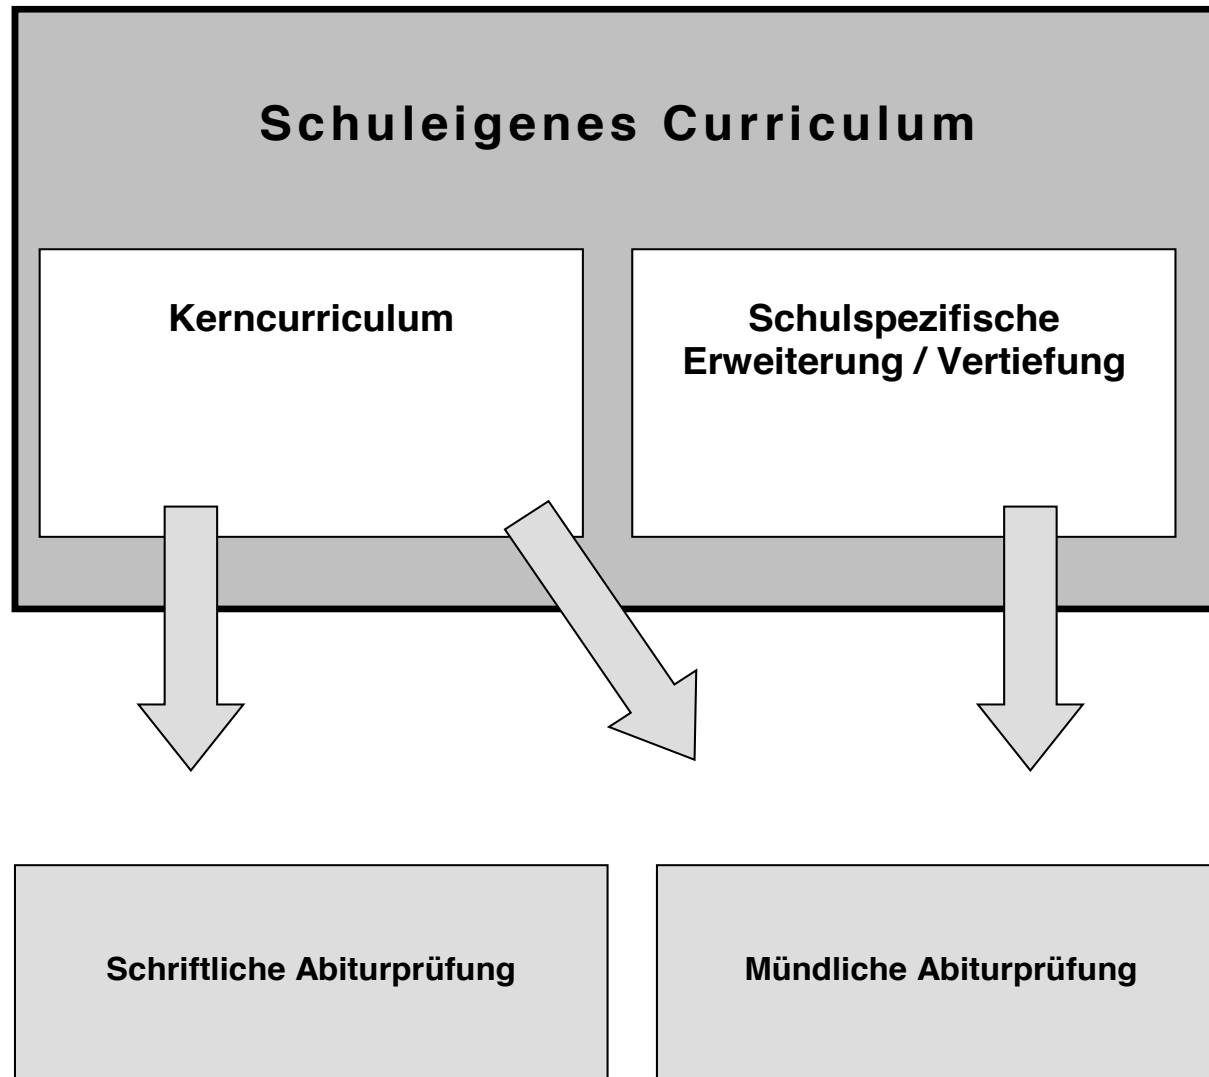 Schuleigenes Curriculum
Kerncurriculum
Schulspezifische
Erweiterung / Vertiefung
Schriftliche Abiturprüfung
Mündliche Abiturprüfung